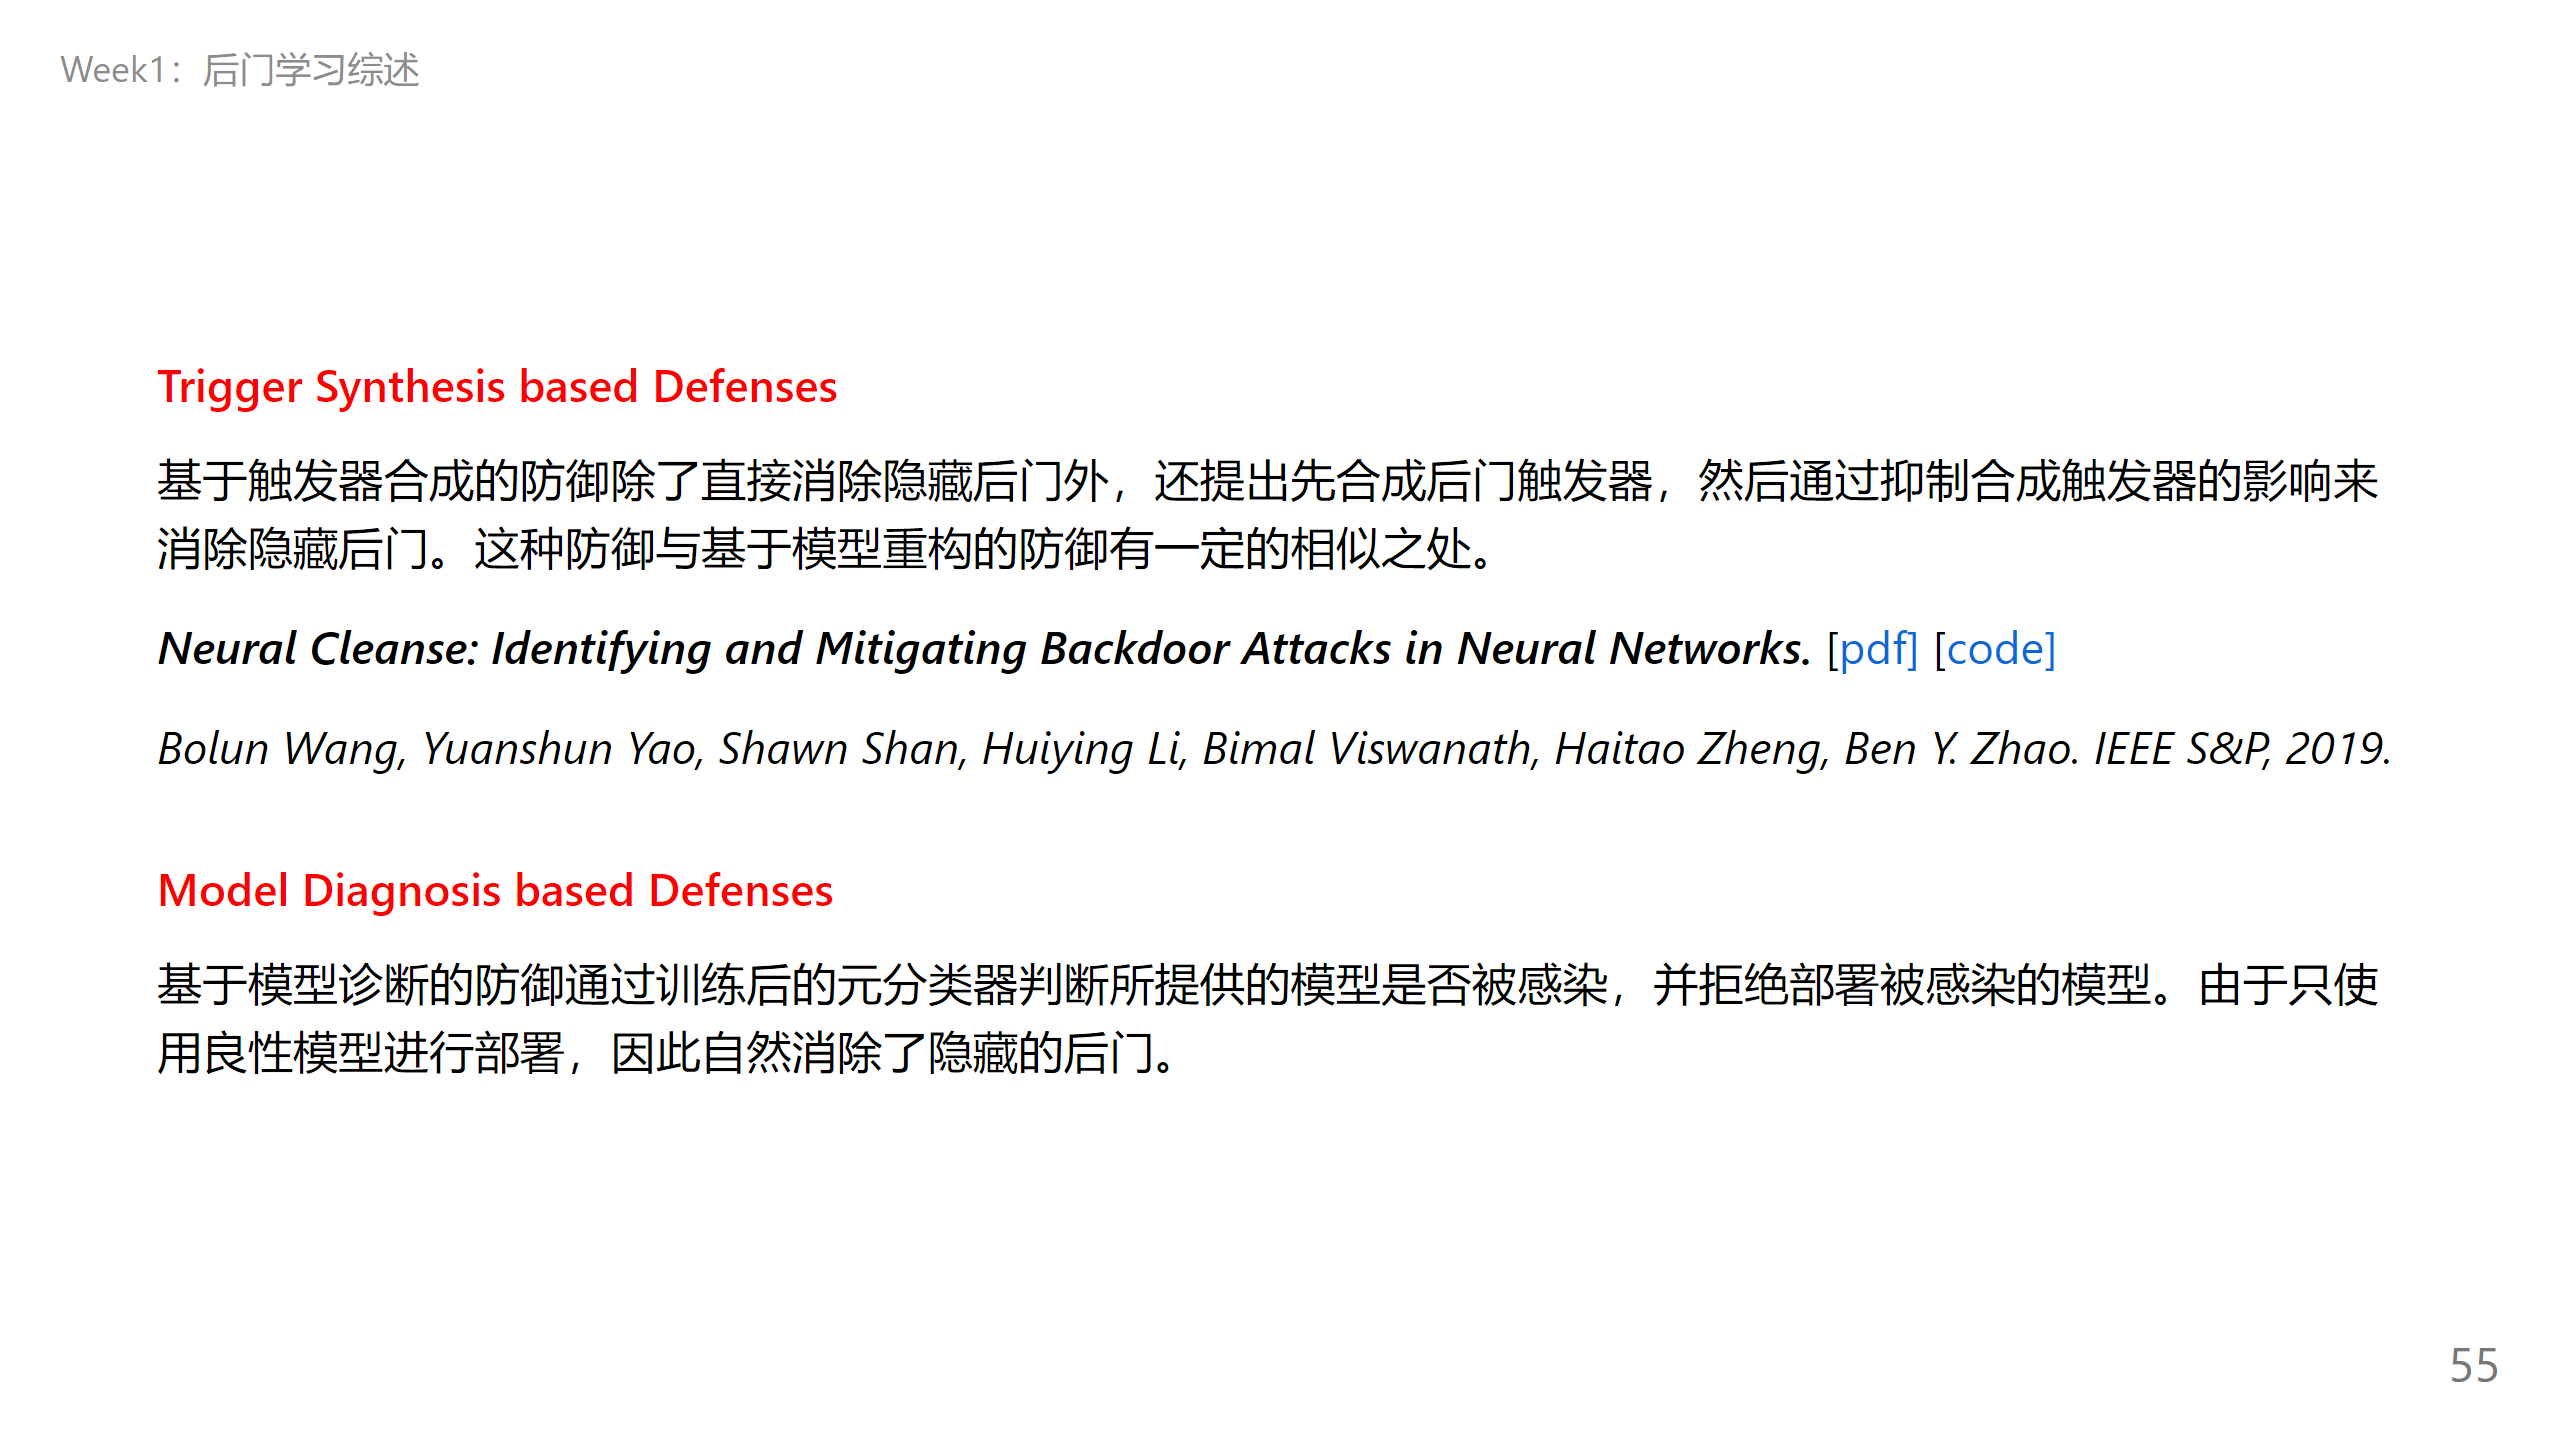 Week1：后门学习综述
Trigger Synthesis based Defenses
基于触发器合成的防御除了直接消除隐藏后门外，还提出先合成后门触发器，然后通过抑制合成触发器的影响来
消除隐藏后门。这种防御与基于模型重构的防御有一定的相似之处。
Neural Cleanse: Identifying and Mitigating Backdoor Attacks in Neural Networks. [pdf] [code]
Bolun Wang, Yuanshun Yao, Shawn Shan, Huiying Li, Bimal Viswanath, Haitao Zheng, Ben Y. Zhao. IEEE S&P, 2019.
Model Diagnosis based Defenses
基于模型诊断的防御通过训练后的元分类器判断所提供的模型是否被感染，并拒绝部署被感染的模型。由于只使
用良性模型进行部署，因此自然消除了隐藏的后门。
55